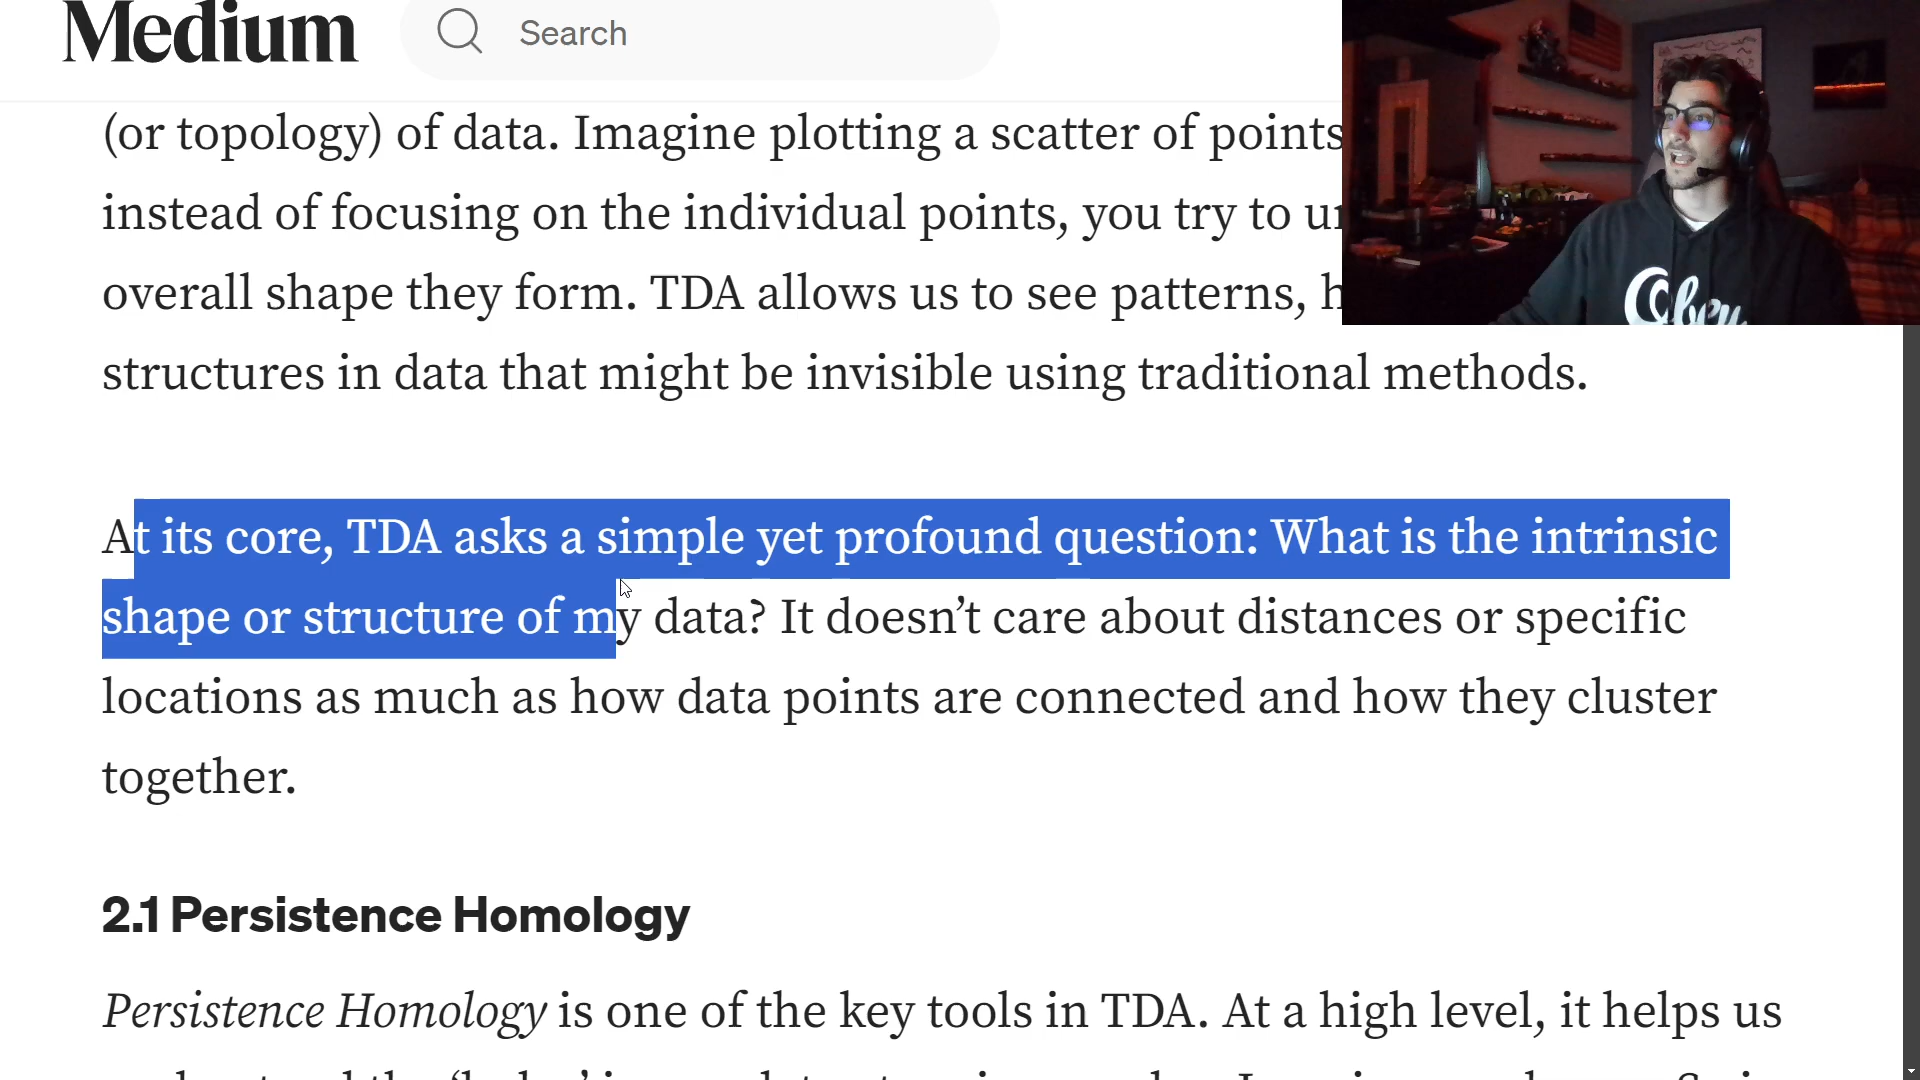 Medium
Search
(or topology) of data. Imagine plotting a scatter of points
instead of focusing on the individual points, you try to
overall shape they form. TDA allows us to see patterns,
structures in data that might be invisible using traditional methods.
At its core, TDA asks a simple yet profound question: What is the intrinsic
shape or structure of my data? It doesn’t care about distances or specific
locations as much as how data points are connected and how they cluster
together.
2.1 Persistence Homology
Persistence Homology is one of the key tools in TDA. At a high level, it helps us
Obey